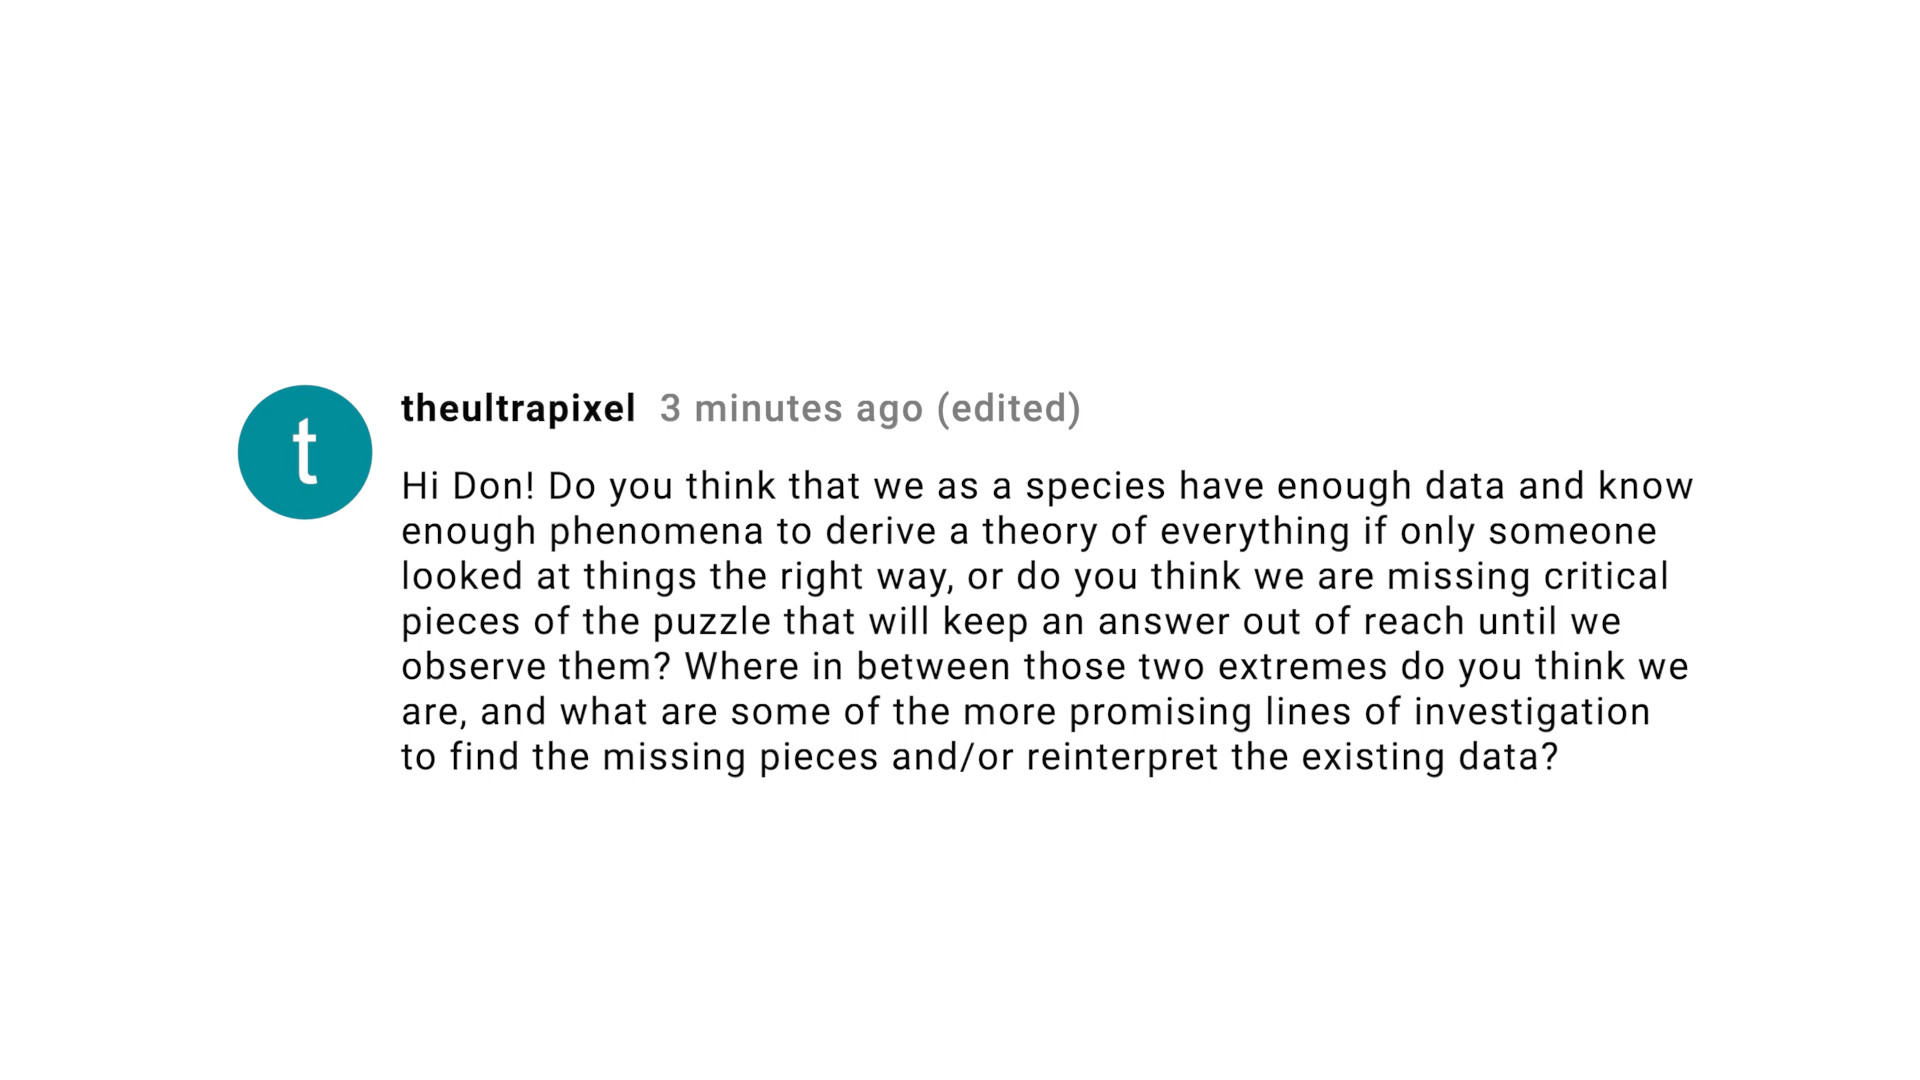 t
theultrapixel 3 minutes ago (edited)
Hi Don! Do you think that we as a species have enough data and know
enough phenomena to derive a theory of everything if only someone
looked at things the right way, or do you think we are missing critical
pieces of the puzzle that will keep an answer out of reach until we
observe them? Where in between those two extremes do you think we
are, and what are some of the more promising lines of investigation
to find the missing pieces and/or reinterpret the existing data?